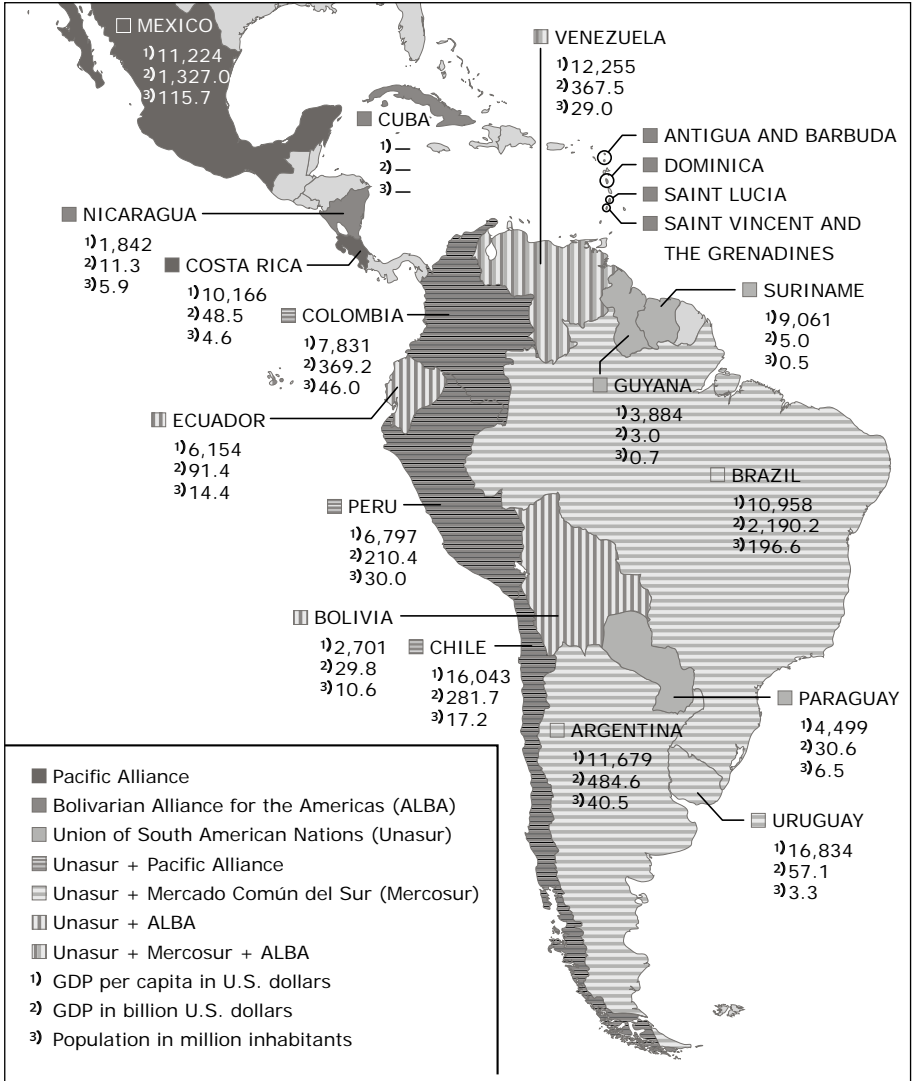 MEXICO
1) 11,224
2) 1,327.0
3) 115.7
VENEZUELA
1) 12,255
2) 367.5
3) 29.0
CUBA
1) —
2) —
3) —
ANTIGUA AND BARBUDA
DOMINICA
SAINT LUCIA
SAINT VINCENT AND
THE GRENADINES
NICARAGUA
1) 1,842
2) 11.3
3) 5.9
COSTA RICA
1) 10,166
2) 48.5
3) 4.6
COLOMBIA
1) 7,831
2) 369.2
3) 46.0
SURINAME
1) 9,061
2) 5.0
3) 0.5
GUYANA
1) 3,884
2) 3.0
3) 0.7
ECUADOR
1) 6,154
2) 91.4
3) 14.4
BRAZIL
1) 10,958
2) 2,190.2
3) 196.6
PERU
1) 6,797
2) 210.4
3) 30.0
BOLIVIA
1) 2,701
2) 29.8
3) 10.6
CHILE
1) 16,043
2) 281.7
3) 17.2
PARAGUAY
1) 4,499
2) 30.6
3) 6.5
ARGENTINA
1) 11,679
2) 484.6
3) 40.5
URUGUAY
1) 16,834
2) 57.1
3) 3.3
Pacific Alliance
Bolivarian Alliance for the Americas (ALBA)
Union of South American Nations (Unasur)
Unasur + Pacific Alliance
Unasur + Mercado Común del Sur (Mercosur)
Unasur + ALBA
Unasur + Mercosur + ALBA
1) GDP per capita in U.S. dollars
2) GDP in billion U.S. dollars
3) Population in million inhabitants